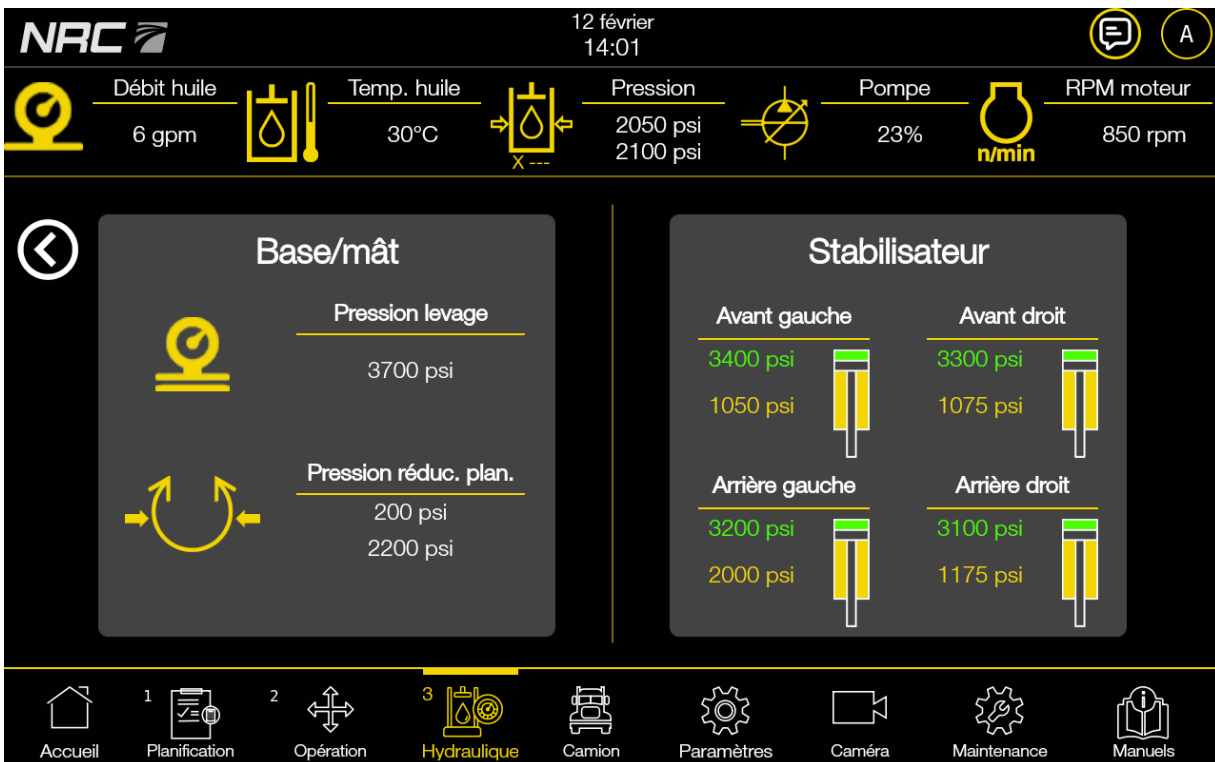 NRC
12 février
14:01
A
Débit huile
6 gpm
Temp. huile
30°C
X ---
Pression
2050 psi
2100 psi
Pompe
23%
n/min
RPM moteur
850 rpm
Base/mât
Pression levage
3700 psi
Pression réduc. plan.
200 psi
2200 psi
Stabilisateur
Avant gauche
3400 psi
1050 psi
Avant droit
3300 psi
1075 psi
Arrière gauche
3200 psi
2000 psi
Arrière droit
3100 psi
1175 psi
Accueil
1
Planification
2
Opération
3
Hydraulique
Camion
Paramètres
Caméra
Maintenance
Manuels